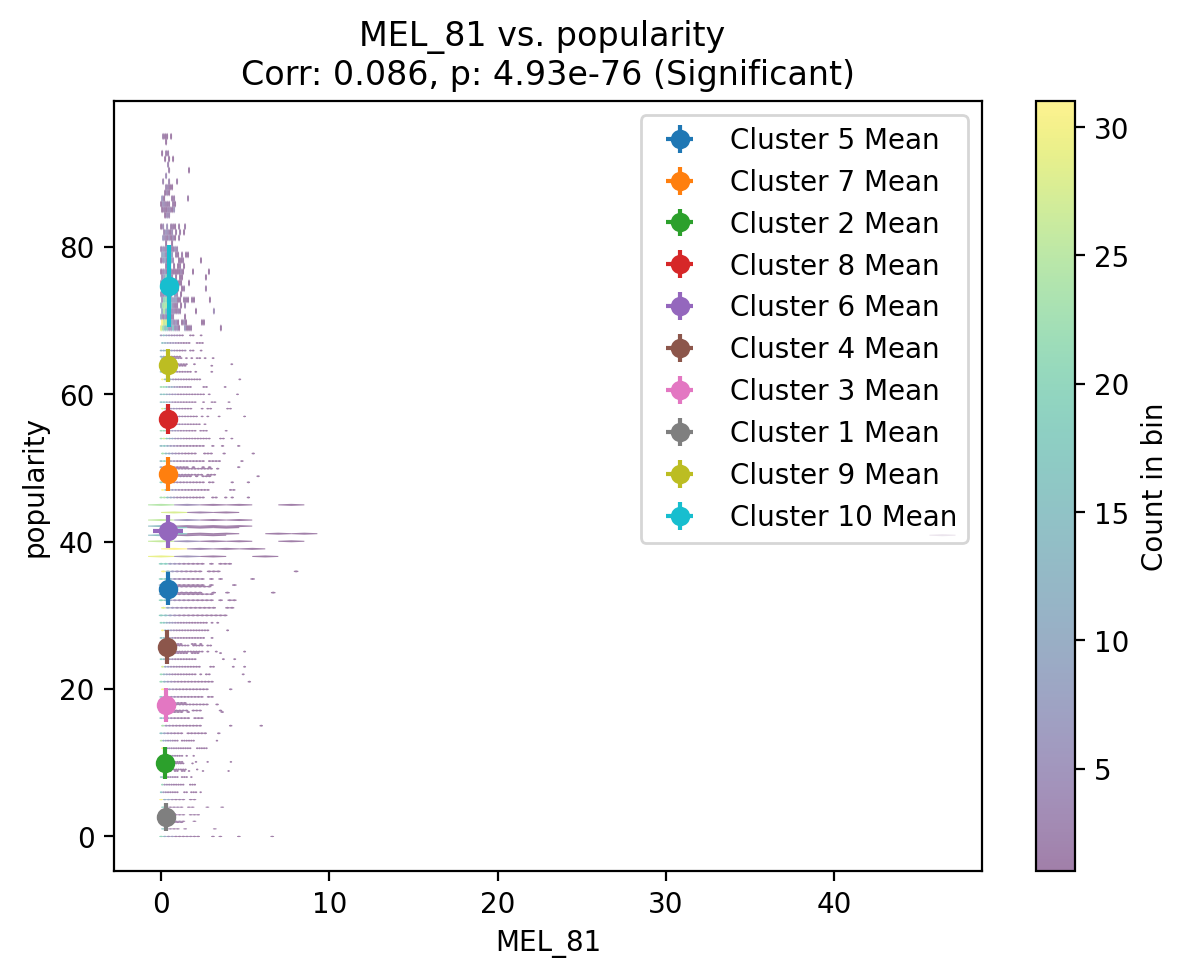 MEL_81 vs. popularity
Corr: 0.086, p: 4.93e-76 (Significant)
popularity
80
60
40
20
0
Cluster 5 Mean
Cluster 7 Mean
Cluster 2 Mean
Cluster 8 Mean
Cluster 6 Mean
Cluster 4 Mean
Cluster 3 Mean
Cluster 1 Mean
Cluster 9 Mean
Cluster 10 Mean
0 10 20 30 40
MEL_81
30
25
20
15
10
5
Count in bin